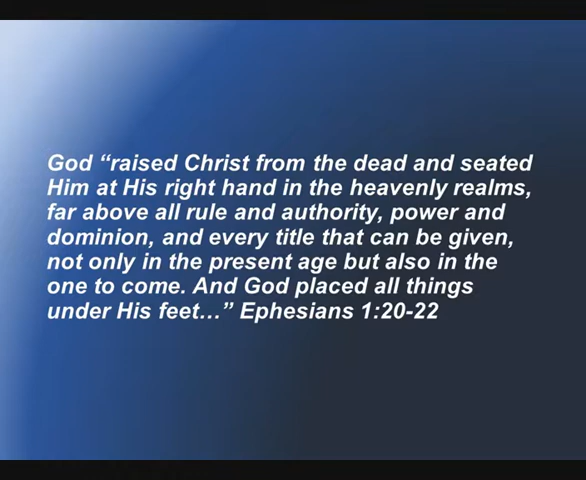 God “raised Christ from the dead and seated
Him at His right hand in the heavenly realms,
far above all rule and authority, power and
dominion, and every title that can be given,
not only in the present age but also in the
one to come. And God placed all things
under His feet…” Ephesians 1:20-22